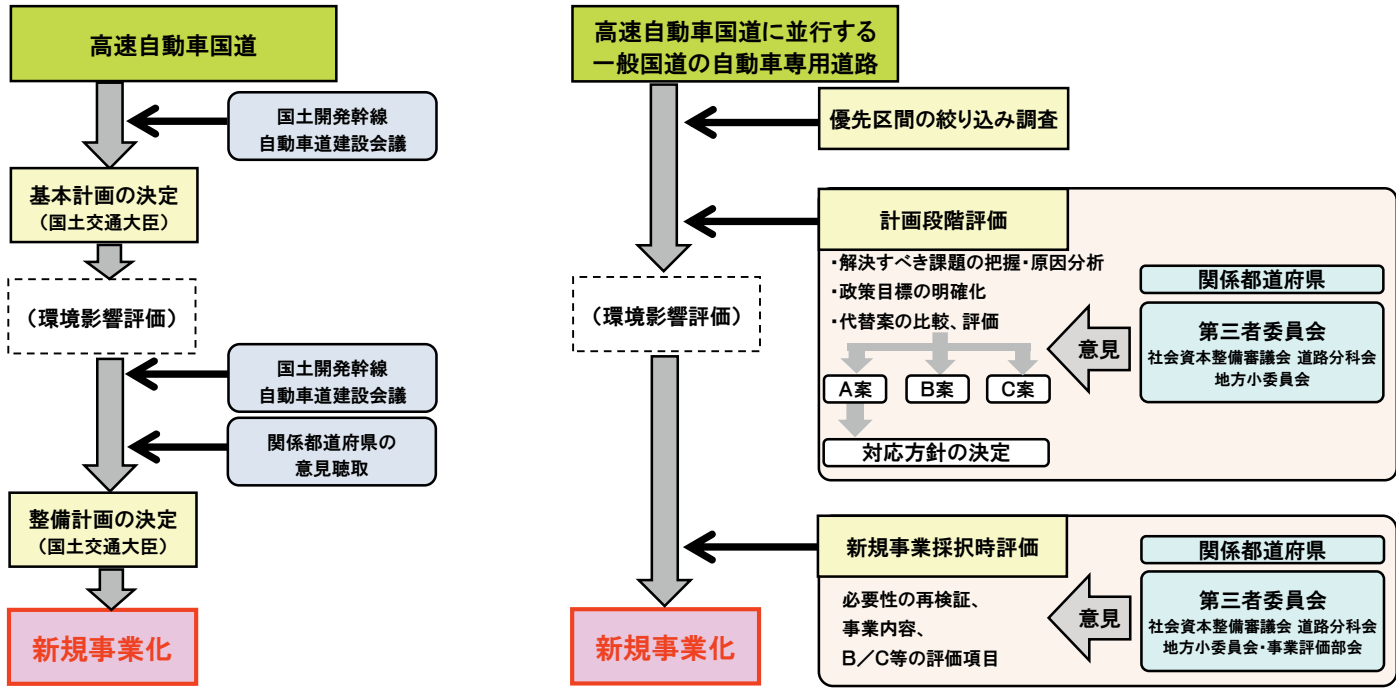 高速自動車国道
国土開発幹線
自動車道建設会議
基本計画の決定
（国土交通大臣）
（環境影響評価）
国土開発幹線
自動車道建設会議
関係都道府県の
意見聴取
整備計画の決定
（国土交通大臣）
新規事業化
高速自動車国道に並行する
一般国道の自動車専用道路
優先区間の絞り込み調査
計画段階評価
・解決すべき課題の把握・原因分析
・政策目標の明確化
・代替案の比較、評価
A案
B案
C案
対応方針の決定
意見
関係都道府県
第三者委員会
社会資本整備審議会 道路分科会
地方小委員会
（環境影響評価）
新規事業採択時評価
必要性の再検証、
事業内容、
B／C等の評価項目
意見
関係都道府県
第三者委員会
社会資本整備審議会 道路分科会
地方小委員会・事業評価部会
新規事業化